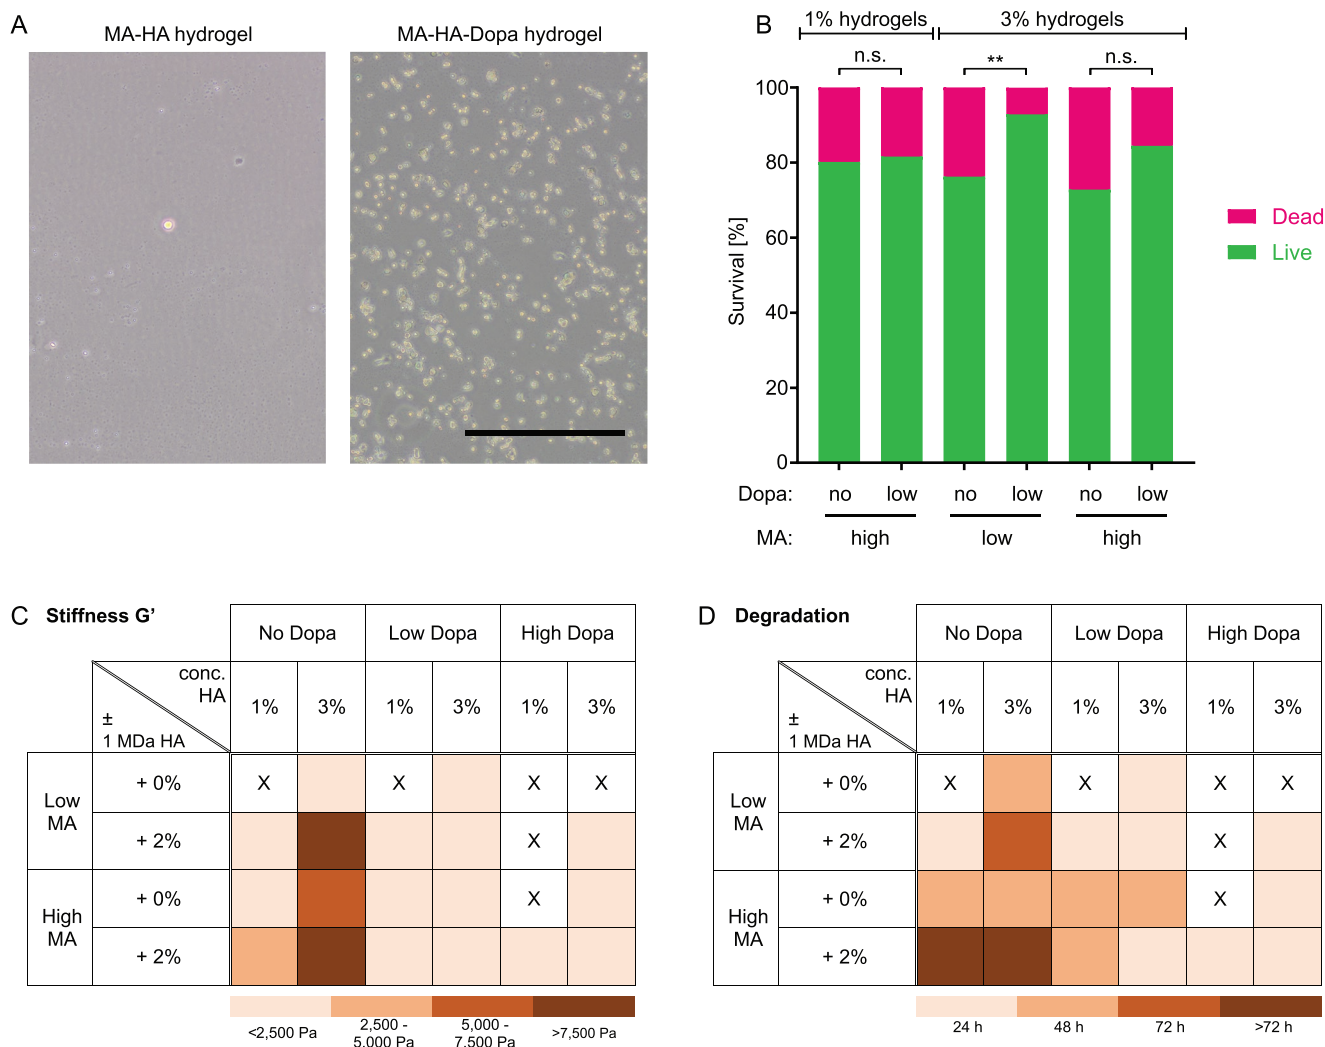 A
MA-HA hydrogel
MA-HA-Dopa hydrogel
B
1% hydrogels
3% hydrogels
n.s.
**
n.s.
100
80
60
40
20
0
Survival [%]
Dead
Live
Dopa: no low no low no low
MA: high low high
C Stiffness G’
No Dopa Low Dopa High Dopa
conc.
HA
±
1 MDa HA
1% 3% 1% 3% 1% 3%
Low
MA
+ 0% X X X X
+ 2% X
High
MA
+ 0% X
+ 2%
<2,500 Pa
2,500 -
5,000 Pa
5,000 -
7,500 Pa
>7,500 Pa
D Degradation
No Dopa Low Dopa High Dopa
conc.
HA
±
1 MDa HA
1% 3% 1% 3% 1% 3%
Low
MA
+ 0% X X X X
+ 2% X
High
MA
+ 0% X
+ 2%
24 h 48 h 72 h >72 h